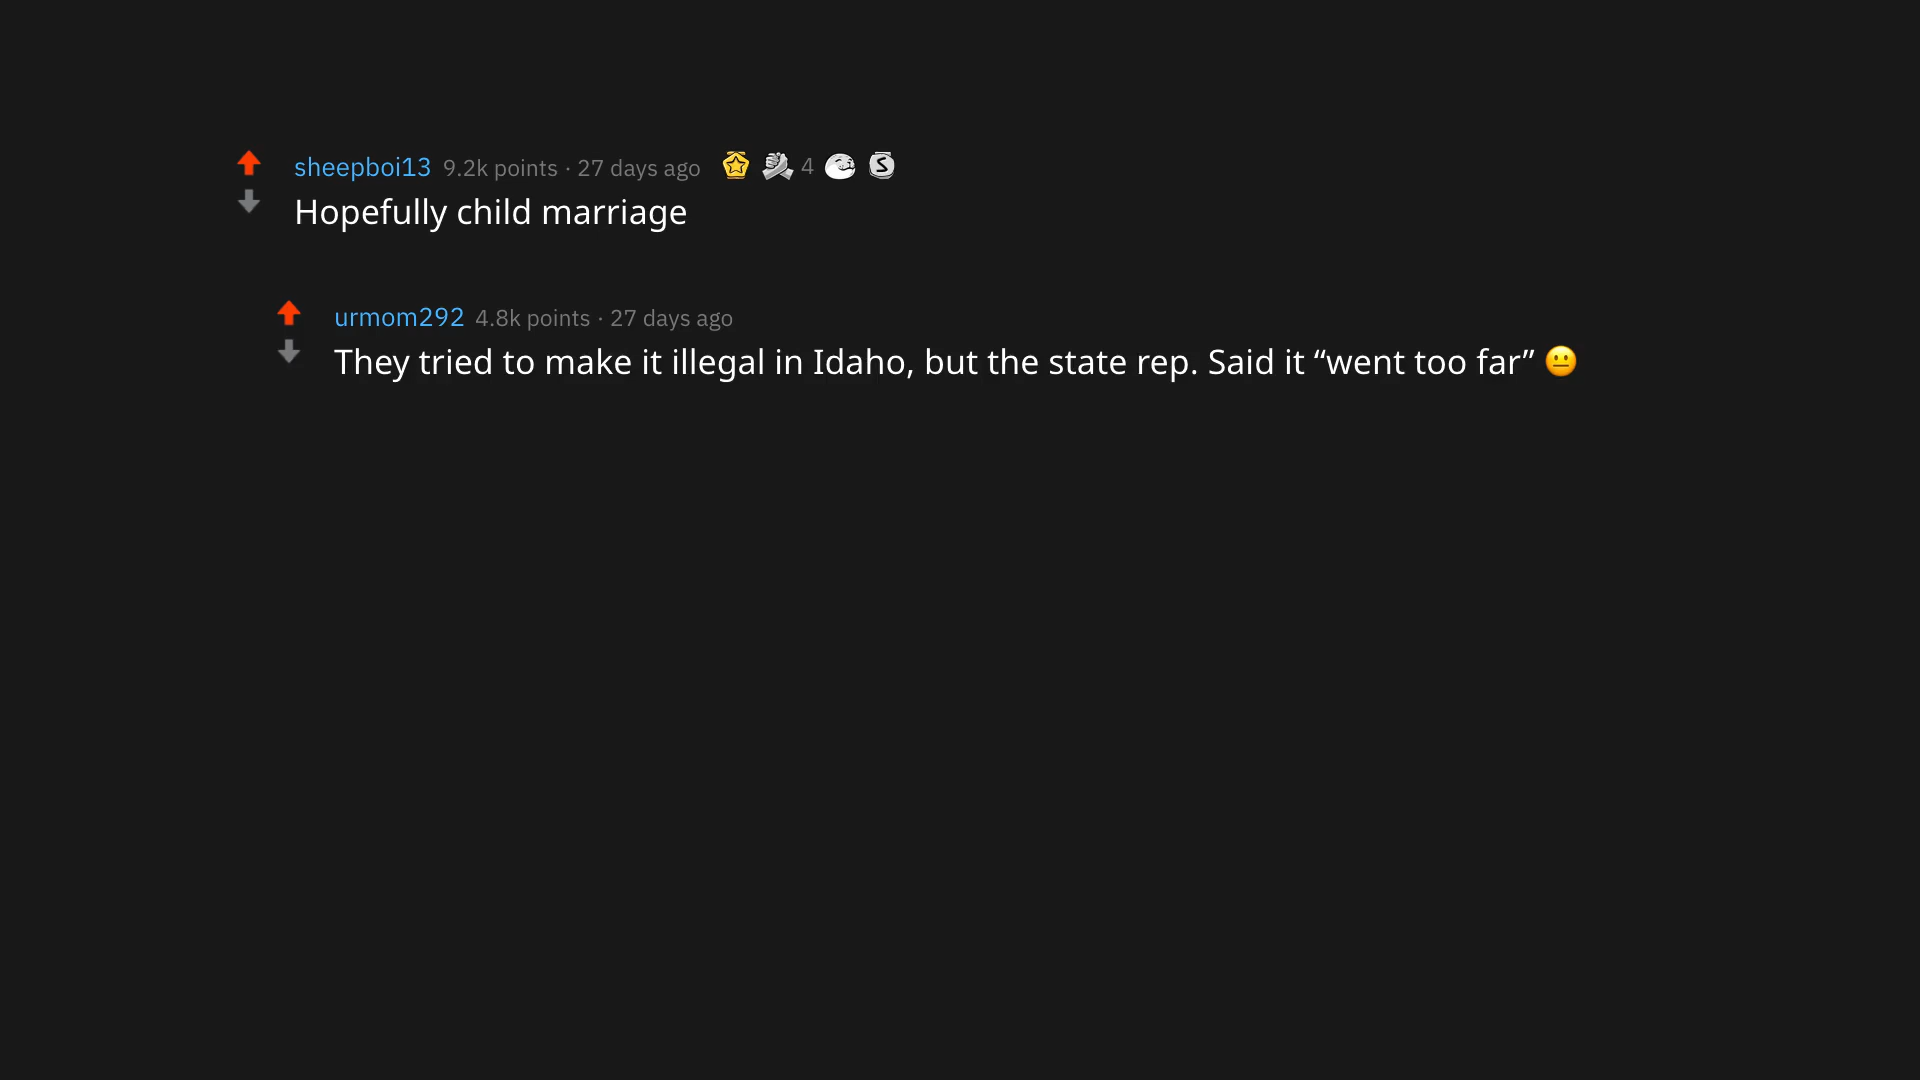 sheepboi13 9.2k points · 27 days ago 4
Hopefully child marriage
urmom292 4.8k points · 27 days ago
They tried to make it illegal in Idaho, but the state rep. Said it “went too far” 😐